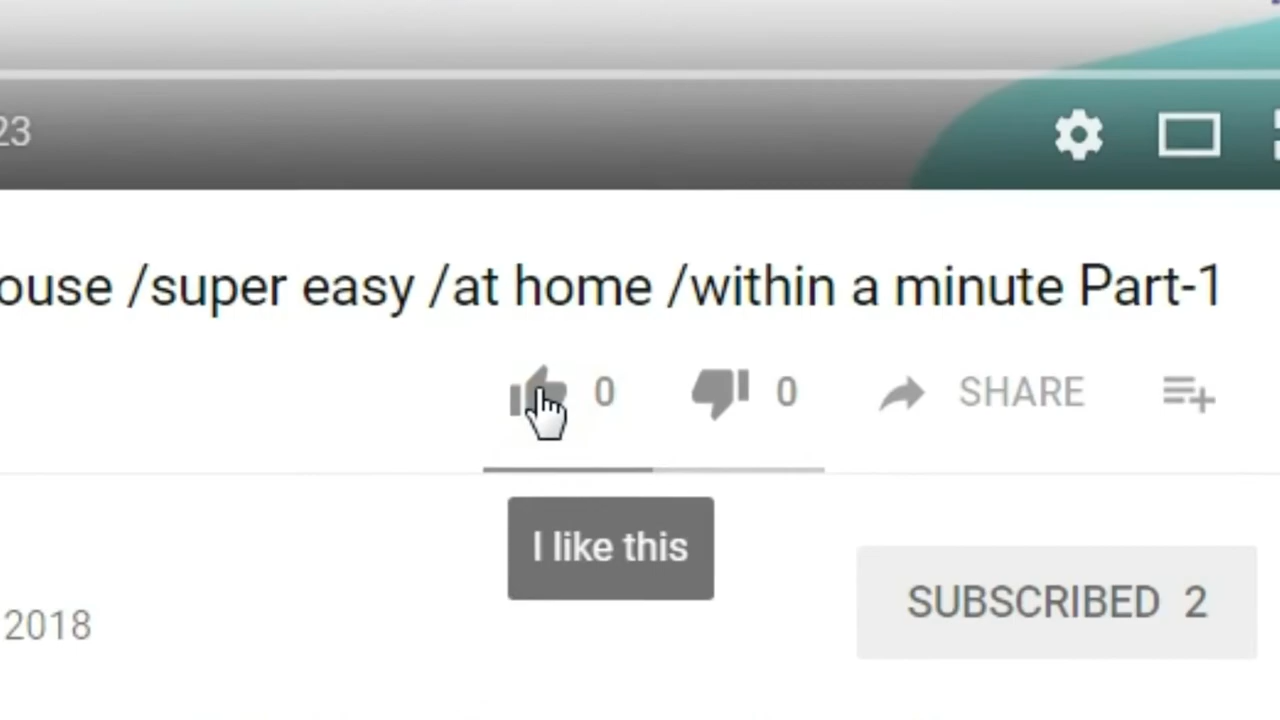 23
ouse /super easy /at home /within a minute Part-1
0 0 SHARE
I like this
SUBSCRIBED 2
2018